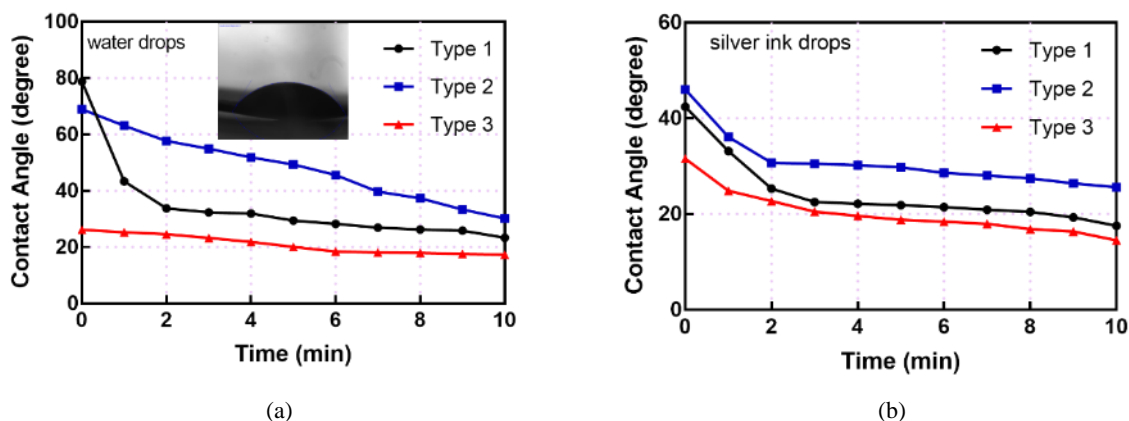 water drops
Type 1
Type 2
Type 3
Contact Angle (degree)
100
80
60
40
20
0
0 2 4 6 8 10
Time (min)
(a)
silver ink drops
Type 1
Type 2
Type 3
Contact Angle (degree)
60
40
20
0
0 2 4 6 8 10
Time (min)
(b)